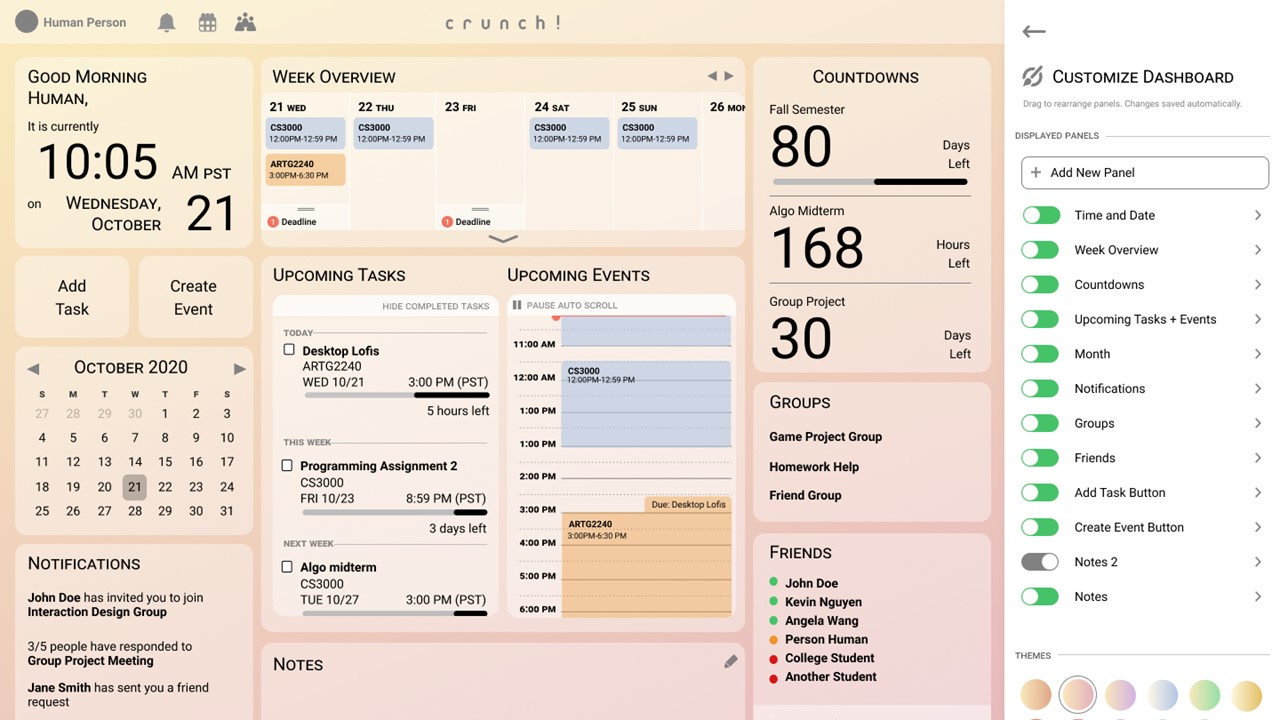 Human Person
crunch!
GOOD MORNING
HUMAN,
It is currently
10:05 AM PST
on WEDNESDAY,
OCTOBER 21
Add
Task
Create
Event
OCTOBER 2020
S M T W T F S
27 28 29 30 1 2 3
4 5 6 7 8 9 10
11 12 13 14 15 16 17
18 19 20 21 22 23 24
25 26 27 28 29 30 31
NOTIFICATIONS
John Doe has invited you to join
Interaction Design Group
3/5 people have responded to
Group Project Meeting
Jane Smith has sent you a friend
request
WEEK OVERVIEW
21 WED 22 THU 23 FRI 24 SAT 25 SUN 26 MON
CS3000 CS3000 CS3000 CS3000
12:00PM-12:59 PM 12:00PM-12:59 PM 12:00PM-12:59 PM 12:00PM-12:59 PM
ARTG2240
3:00PM-6:30 PM
1 Deadline 1 Deadline
UPCOMING TASKS
HIDE COMPLETED TASKS
TODAY
Desktop Lofis
ARTG2240
WED 10/21 3:00 PM (PST)
5 hours left
THIS WEEK
Programming Assignment 2
CS3000
FRI 10/23 8:59 PM (PST)
3 days left
NEXT WEEK
Algo midterm
CS3000
TUE 10/27 3:00 PM (PST)
UPCOMING EVENTS
PAUSE AUTO SCROLL
11:00 AM
12:00 AM
CS3000
12:00PM-12:59 PM
1:00 PM
1:00 PM
2:00 PM
3:00 PM
Due: Desktop Lofis
ARTG2240
3:00PM-6:30 PM
4:00 PM
5:00 PM
6:00 PM
NOTES
COUNTDOWNS
Fall Semester
80 Days
Left
Algo Midterm
168 Hours
Left
Group Project
30 Days
Left
GROUPS
Game Project Group
Homework Help
Friend Group
FRIENDS
John Doe
Kevin Nguyen
Angela Wang
Person Human
College Student
Another Student
CUSTOMIZE DASHBOARD
Drag to rearrange panels. Changes saved automatically.
DISPLAYED PANELS
+ Add New Panel
Time and Date
Week Overview
Countdowns
Upcoming Tasks + Events
Month
Notifications
Groups
Friends
Add Task Button
Create Event Button
Notes 2
Notes
THEMES